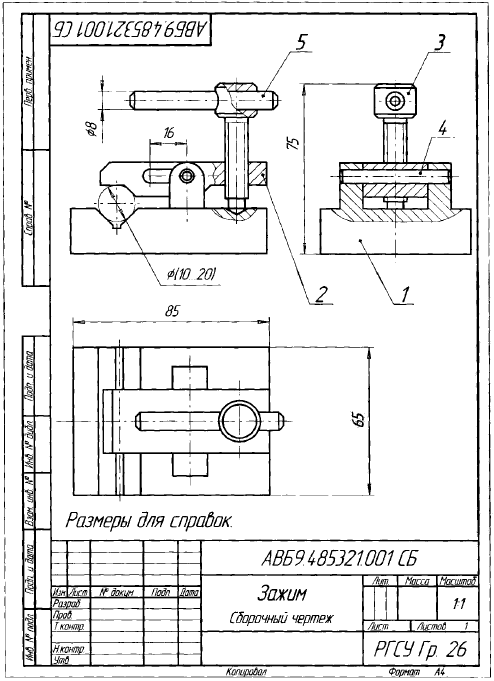 АВБ9.485321.001 СБ
Перв. примен.
Справ. №
5
3
4
ø8
16
75
ø(10 20)
2
1
85
65
Размеры для справок.
Подп. и дата
Инв. № дубл.
Взам. инв. №
Подп. и дата
Инв. № подл.
АВБ9.485321.001 СБ
Изм. Лист № докум. Подп. Дата
Разраб.
Пров.
Т.контр.
Н.контр.
Утв.
Зажим
Сборочный чертеж
Лит. Масса Масштаб
1:1
Лист Листов 1
РГСУ Гр. 26
Копировал Формат А4